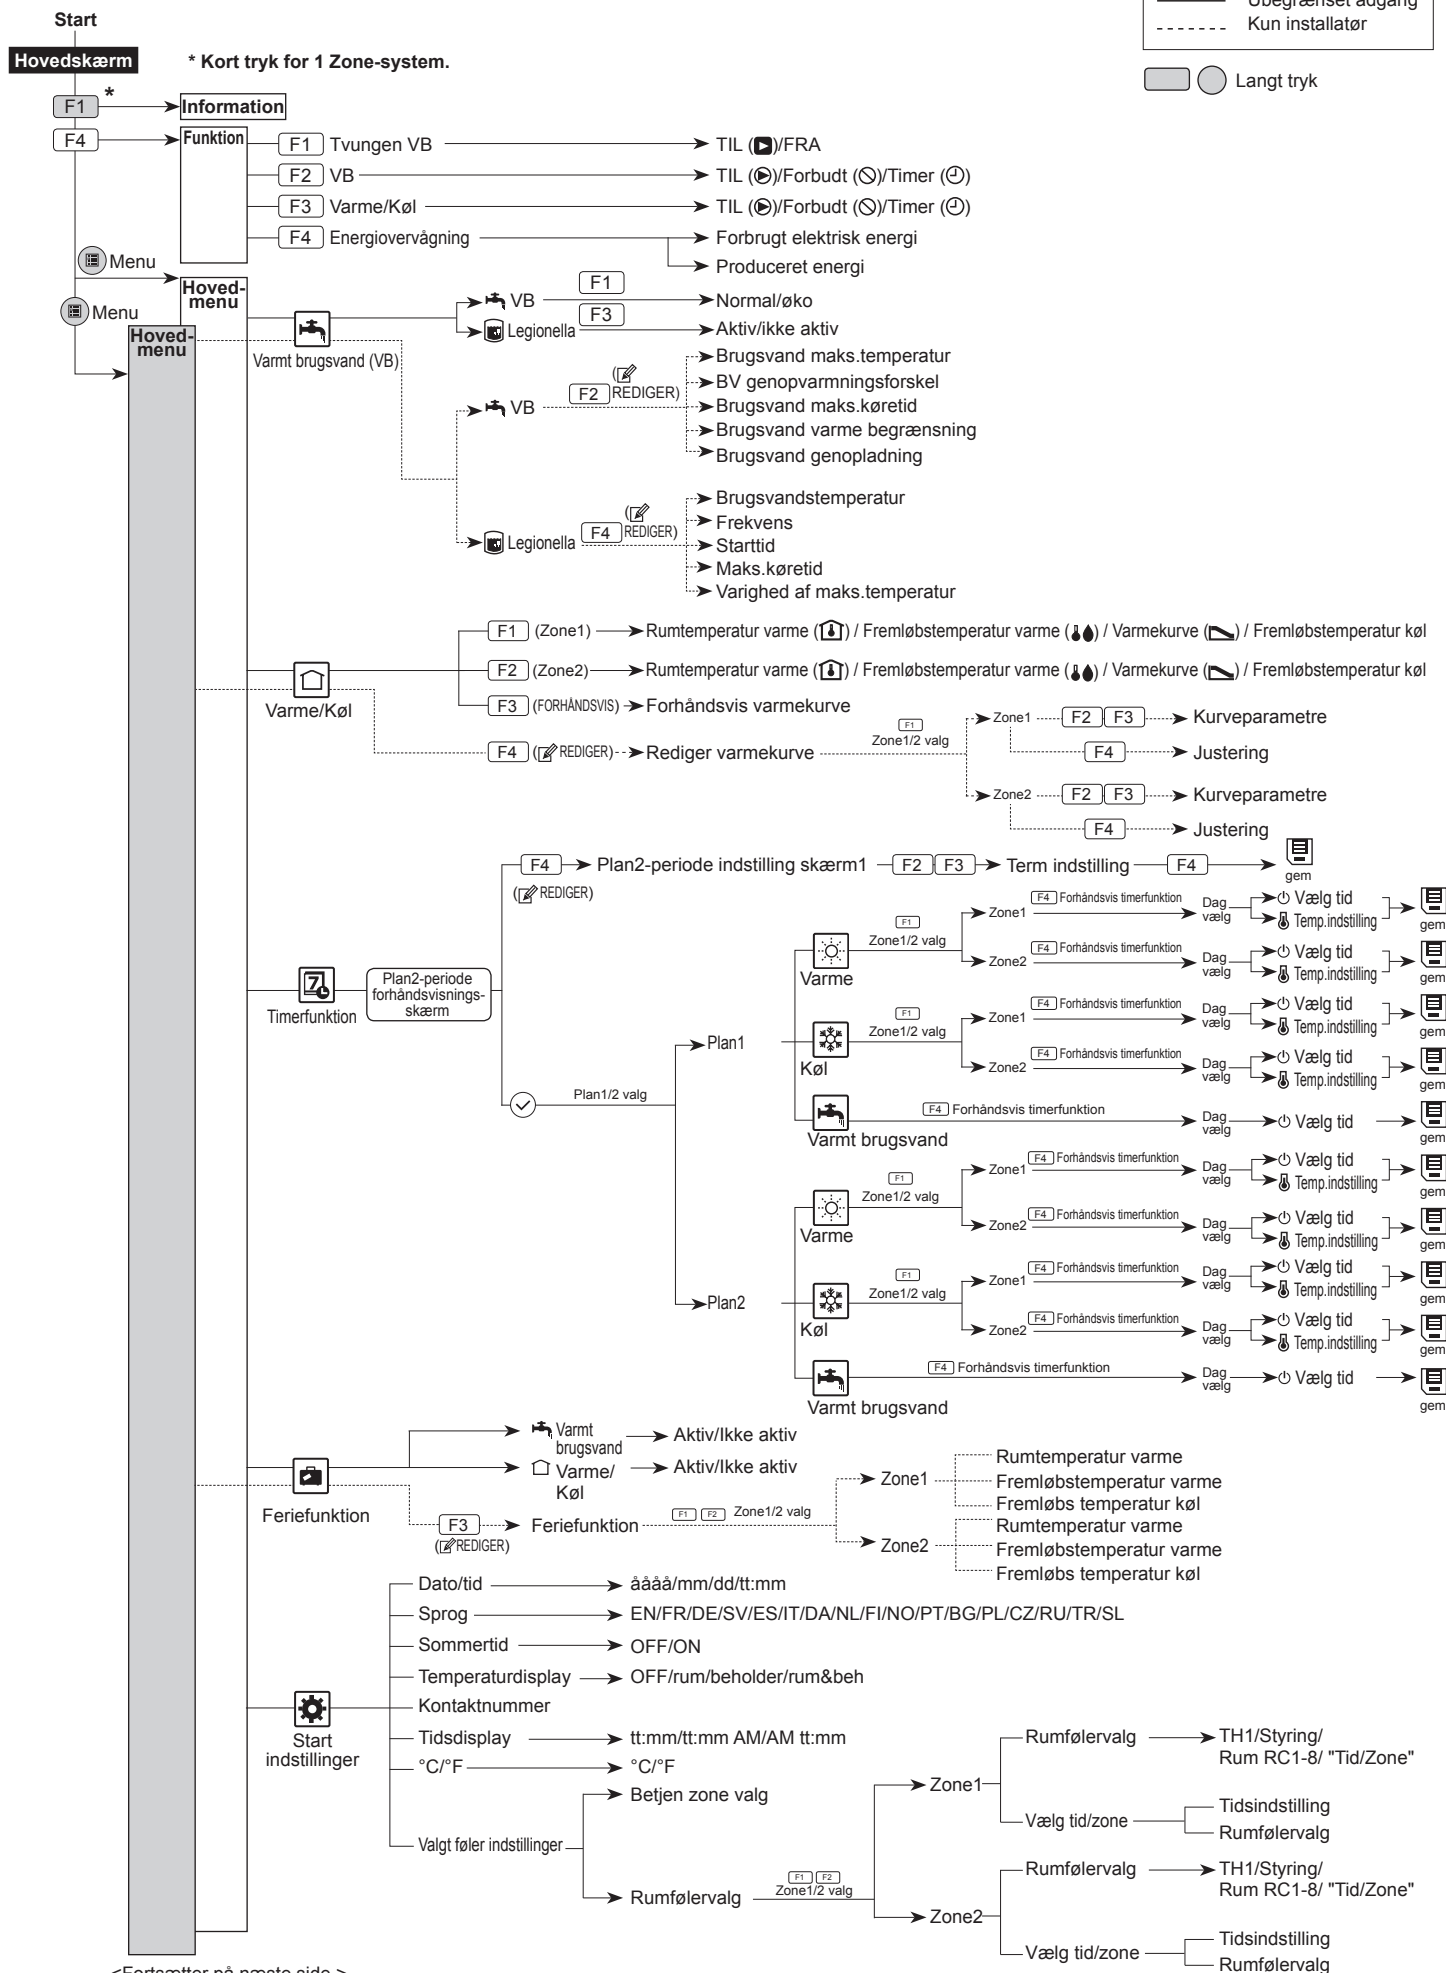 Ubegrænset adgang
Kun installatør
Langt tryk
Start
Hovedskærm
* Kort tryk for 1 Zone-system.
F1 *
Information
F4
Funktion
F1 Tvungen VB
TIL (▶)/FRA
F2 VB
TIL (▶)/Forbudt (🚫)/Timer (🕘)
F3 Varme/Køl
TIL (▶)/Forbudt (🚫)/Timer (🕘)
F4 Energiovervågning
Forbrugt elektrisk energi
Produceret energi
Menu
Hoved-
menu
Menu
Hoved-
menu
Varmt brugsvand (VB)
VB
F1
Normal/øko
Legionella
F3
Aktiv/ikke aktiv
VB
F2
(REDIGER)
Brugsvand maks.temperatur
BV genopvarmningsforskel
Brugsvand maks.køretid
Brugsvand varme begrænsning
Brugsvand genopladning
Legionella
F4
(REDIGER)
Brugsvandstemperatur
Frekvens
Starttid
Maks.køretid
Varighed af maks.temperatur
Varme/Køl
F1 (Zone1)
Rumtemperatur varme () / Fremløbstemperatur varme () / Varmekurve () / Fremløbstemperatur køl
F2 (Zone2)
Rumtemperatur varme () / Fremløbstemperatur varme () / Varmekurve () / Fremløbstemperatur køl
F3 (FORHÅNDSVIS)
Forhåndsvis varmekurve
F4 (REDIGER)
Rediger varmekurve
F1
Zone1/2 valg
Zone1 F2 F3 Kurveparametre
F4 Justering
Zone2 F2 F3 Kurveparametre
F4 Justering
Timerfunktion
Plan2-periode
forhåndsvisnings-
skærm
F4
(REDIGER)
Plan2-periode indstilling skærm1
F2 F3
Term indstilling
F4
gem
Plan1/2 valg
Plan1
Varme
F1
Zone1/2 valg
Zone1
F4 Forhåndsvis timerfunktion
Dag
vælg
Vælg tid
Temp.indstilling
gem
Zone2
F4 Forhåndsvis timerfunktion
Dag
vælg
Vælg tid
Temp.indstilling
gem
Køl
F1
Zone1/2 valg
Zone1
F4 Forhåndsvis timerfunktion
Dag
vælg
Vælg tid
Temp.indstilling
gem
Zone2
F4 Forhåndsvis timerfunktion
Dag
vælg
Vælg tid
Temp.indstilling
gem
Varmt brugsvand
F4 Forhåndsvis timerfunktion
Dag
vælg
Vælg tid
gem
Plan2
Varme
F1
Zone1/2 valg
Zone1
F4 Forhåndsvis timerfunktion
Dag
vælg
Vælg tid
Temp.indstilling
gem
Zone2
F4 Forhåndsvis timerfunktion
Dag
vælg
Vælg tid
Temp.indstilling
gem
Køl
F1
Zone1/2 valg
Zone1
F4 Forhåndsvis timerfunktion
Dag
vælg
Vælg tid
Temp.indstilling
gem
Zone2
F4 Forhåndsvis timerfunktion
Dag
vælg
Vælg tid
Temp.indstilling
gem
Varmt brugsvand
F4 Forhåndsvis timerfunktion
Dag
vælg
Vælg tid
gem
Feriefunktion
Varmt
brugsvand
Aktiv/Ikke aktiv
Varme/
Køl
Aktiv/Ikke aktiv
F3
(REDIGER)
Feriefunktion
F1 F2 Zone1/2 valg
Zone1
Rumtemperatur varme
Fremløbstemperatur varme
Fremløbs temperatur køl
Zone2
Rumtemperatur varme
Fremløbstemperatur varme
Fremløbs temperatur køl
Start
indstillinger
Dato/tid
åååå/mm/dd/tt:mm
Sprog
EN/FR/DE/SV/ES/IT/DA/NL/FI/NO/PT/BG/PL/CZ/RU/TR/SL
Sommertid
OFF/ON
Temperaturdisplay
OFF/rum/beholder/rum&beh
Kontaktnummer
Tidsdisplay
tt:mm/tt:mm AM/AM tt:mm
°C/°F
°C/°F
Valgt føler indstillinger
Betjen zone valg
Rumfølervalg
F1 F2
Zone1/2 valg
Zone1
Rumfølervalg
TH1/Styring/
Rum RC1-8/ "Tid/Zone"
Vælg tid/zone
Tidsindstilling
Rumfølervalg
Zone2
Rumfølervalg
TH1/Styring/
Rum RC1-8/ "Tid/Zone"
Vælg tid/zone
Tidsindstilling
Rumfølervalg
<Fortsætter på næste side.>